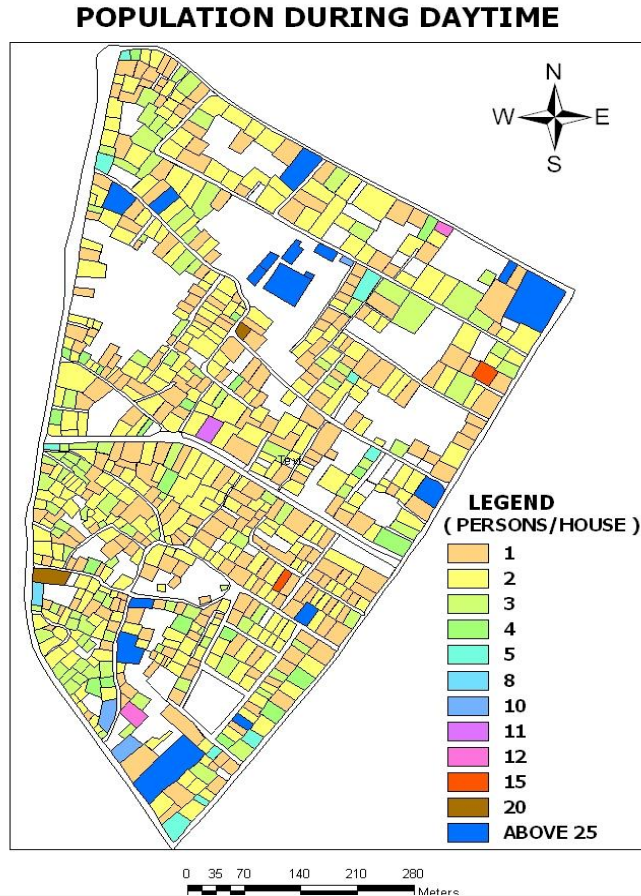 POPULATION DURING DAYTIME
N
W E
S
Text
LEGEND
( PERSONS/HOUSE )
1
2
3
4
5
8
10
11
12
15
20
ABOVE 25
0 35 70 140 210 280
Meters